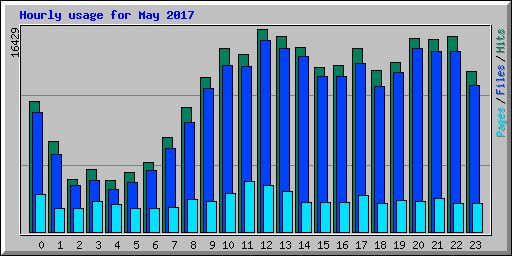 Hourly usage for May 2017
16429
Pages/Files/Hits
0 1 2 3 4 5 6 7 8 9 10 11 12 13 14 15 16 17 18 19 20 21 22 23